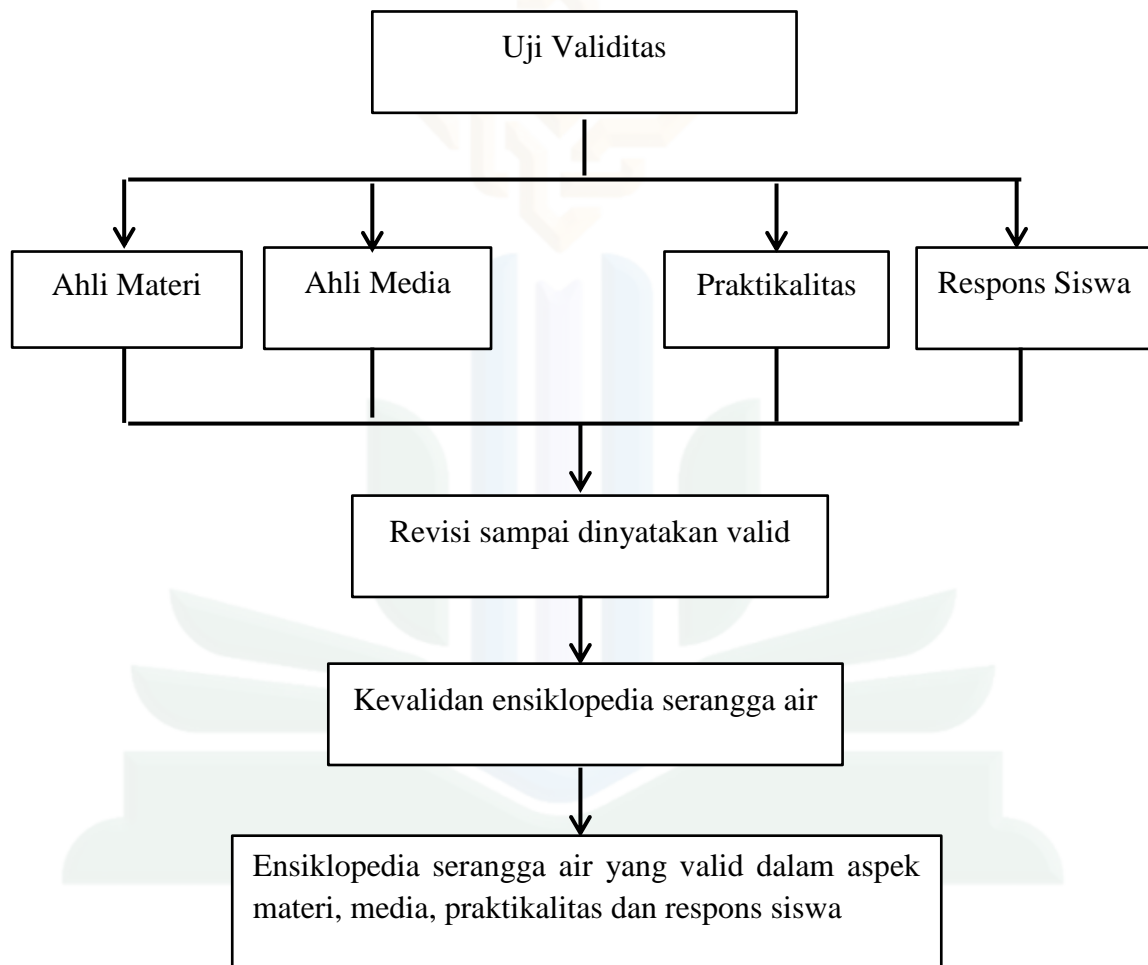 Uji Validitas
Ahli Materi
Ahli Media
Praktikalitas
Respons Siswa
Revisi sampai dinyatakan valid
Kevalidan ensiklopedia serangga air
Ensiklopedia serangga air yang valid dalam aspek
materi, media, praktikalitas dan respons siswa